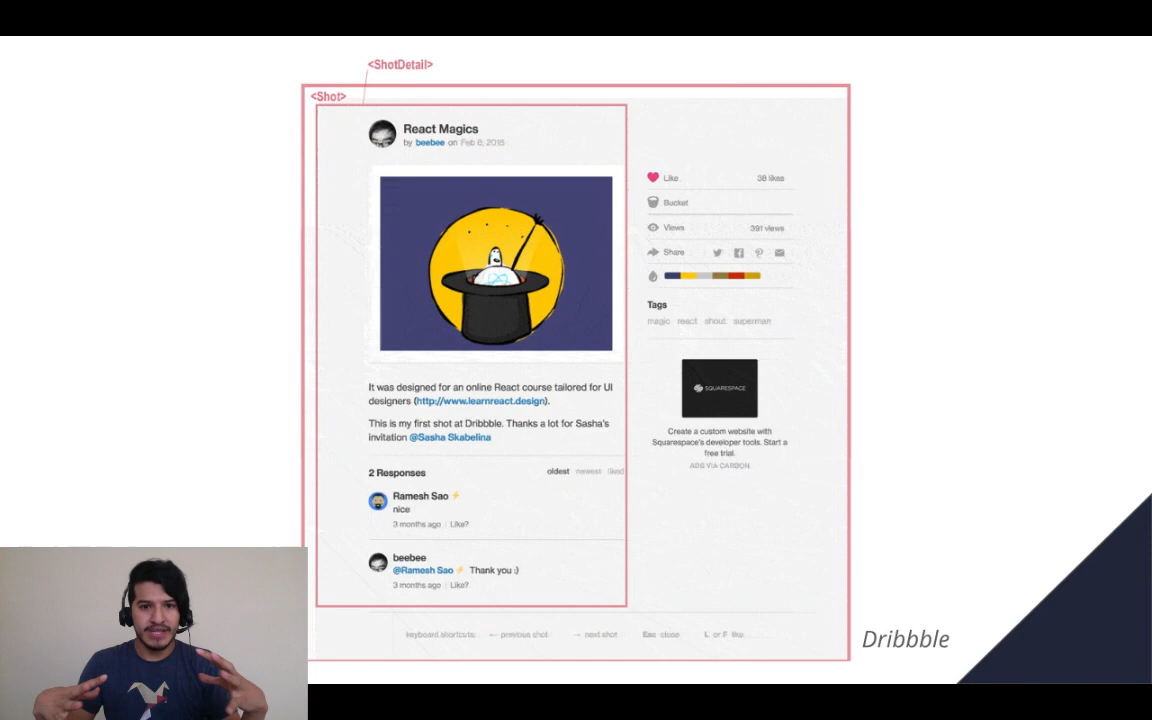 <ShotDetail>
<Shot>
React Magics
by beebee on Feb 6, 2016
It was designed for an online React course tailored for UI
designers (http://www.learnreact.design).
This is my first shot at Dribbble. Thanks a lot for Sasha's
invitation @Sasha Skabelina
2 Responses
oldest newest liked
Ramesh Sao
nice
3 months ago | Like?
beebee
@Ramesh Sao Thank you :)
3 months ago | Like?
Like 38 likes
Bucket
Views 391 views
Share
Tags
magic react shout superman
SQUARESPACE
Create a custom website with
Squarespace's developer tools. Start a
free trial.
ADS VIA CARBON
keyboard shortcuts: ← previous shot → next shot Esc close L or F like
Dribbble